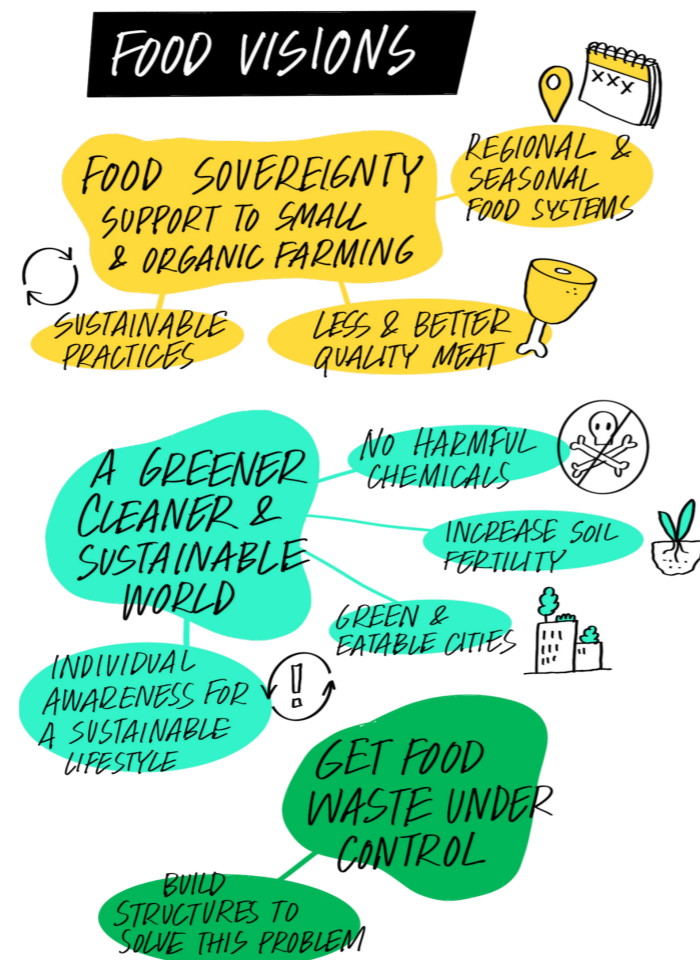 FOOD VISIONS
FOOD SOVEREIGNTY
SUPPORT TO SMALL
& ORGANIC FARMING
REGIONAL &
SEASONAL
FOOD SYSTEMS
XXX
SUSTAINABLE
PRACTICES
LESS & BETTER
QUALITY MEAT
A GREENER
CLEANER &
SUSTAINABLE
WORLD
NO HARMFUL
CHEMICALS
INCREASE SOIL
FERTILITY
GREEN &
EATABLE CITIES
INDIVIDUAL
AWARENESS FOR
A SUSTAINABLE
LIFESTYLE
!
GET FOOD
WASTE UNDER
CONTROL
BUILD
STRUCTURES TO
SOLVE THIS PROBLEM